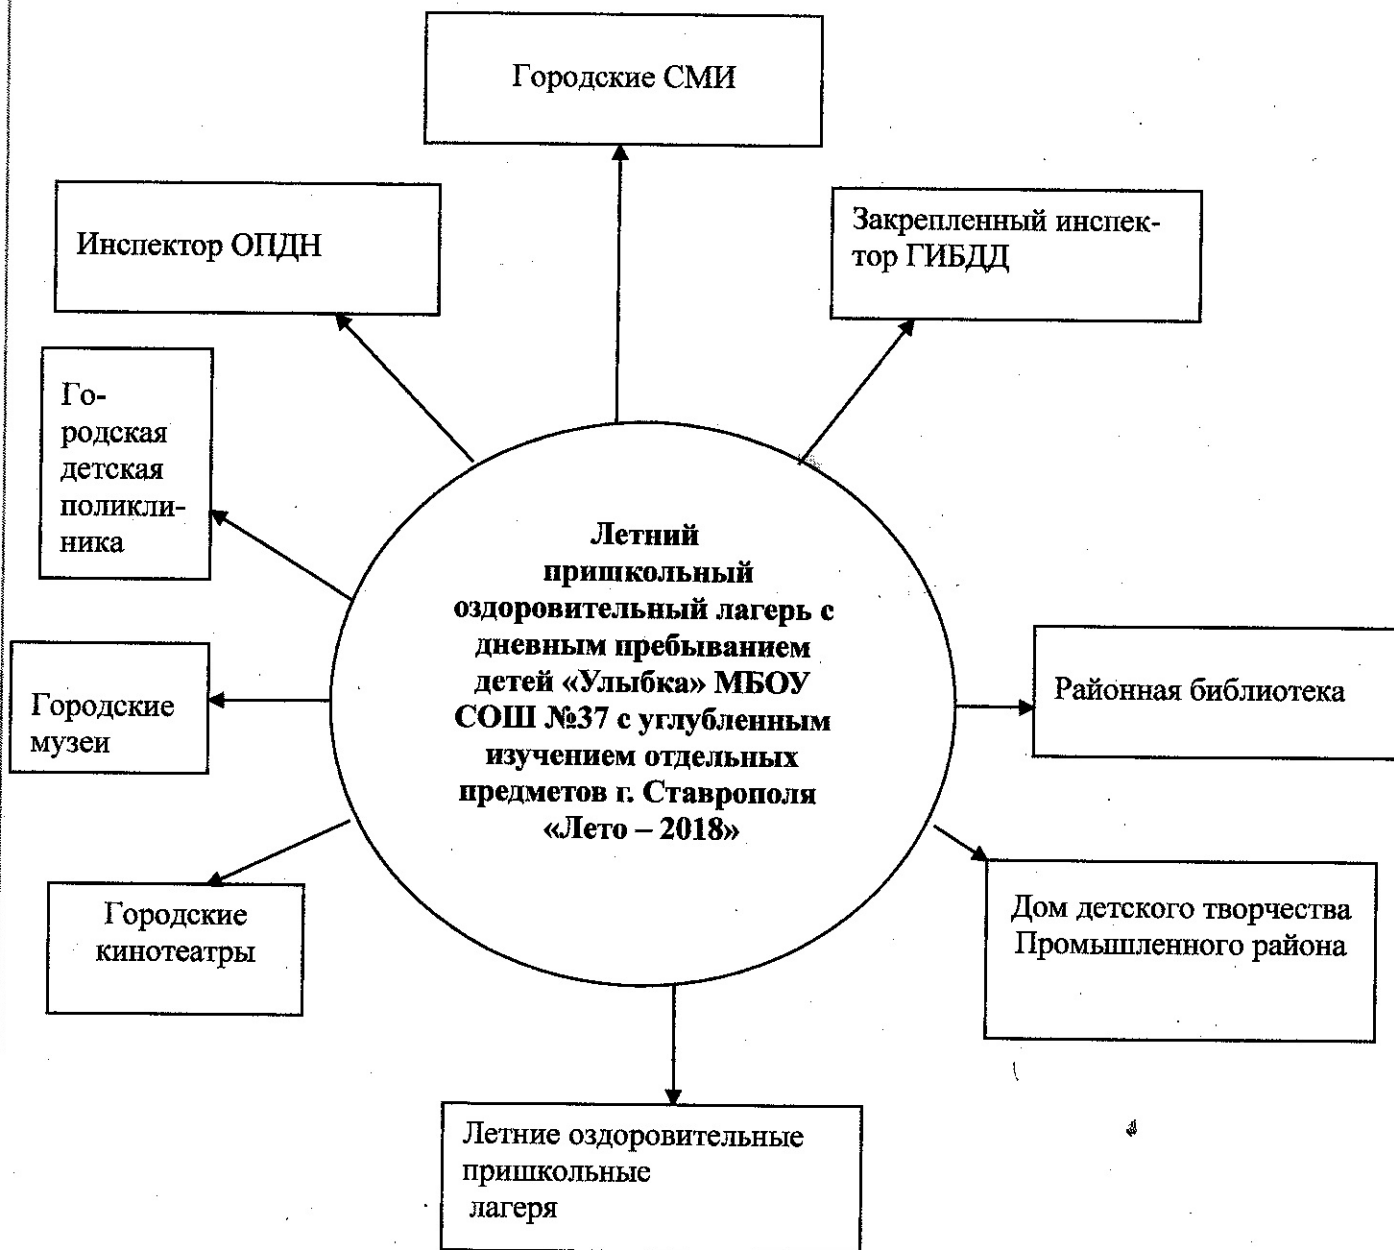 Городские СМИ
Инспектор ОПДН
Закрепленный инспек-
тор ГИБДД
Го-
родская
детская
поликли-
ника
Летний
пришкольный
оздоровительный лагерь с
дневным пребыванием
детей «Улыбка» МБОУ
СОШ №37 с углубленным
изучением отдельных
предметов г. Ставрополя
«Лето – 2018»
Городские
музеи
Районная библиотека
Городские
кинотеатры
Дом детского творчества
Промышленного района
Летние оздоровительные
пришкольные
лагеря